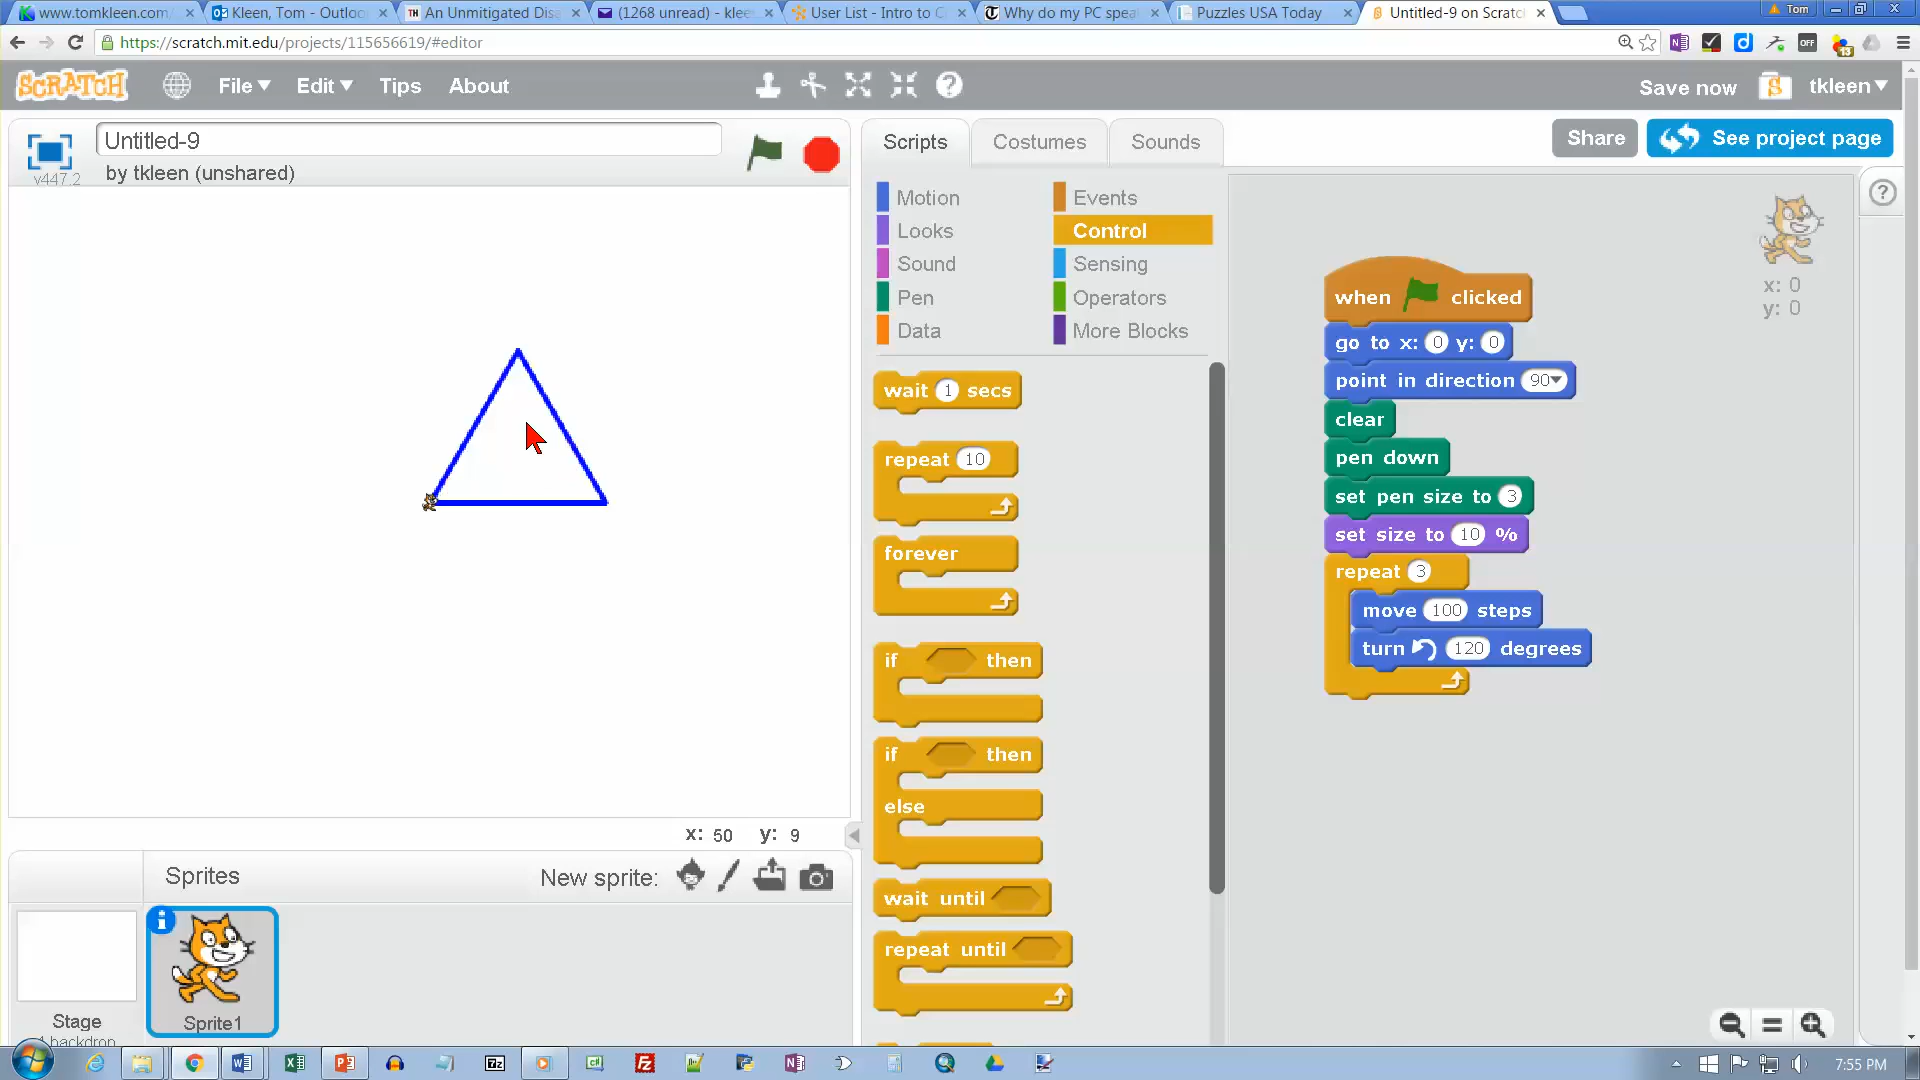 www.tomkleen.com/
Kleen, Tom - Outloo
TH An Unmitigated Disa
(1268 unread) - klee
User List - Intro to C
Why do my PC spea
Puzzles USA Today
Untitled-9 on Scratc
Tom
https://scratch.mit.edu/projects/115656619/#editor
OFF
13
SCRATCH
File
Edit
Tips
About
Save now
tkleen
v447.2
Untitled-9
by tkleen (unshared)
Scripts
Costumes
Sounds
Share
See project page
Motion
Looks
Sound
Pen
Data
Events
Control
Sensing
Operators
More Blocks
wait 1 secs
repeat 10
forever
if then
if then
else
wait until
repeat until
when clicked
go to x: 0 y: 0
point in direction 90
clear
pen down
set pen size to 3
set size to 10 %
repeat 3
move 100 steps
turn 120 degrees
x: 0
y: 0
x: 50 y: 9
Sprites
New sprite:
Stage
1 backdrop
Sprite1
7:55 PM